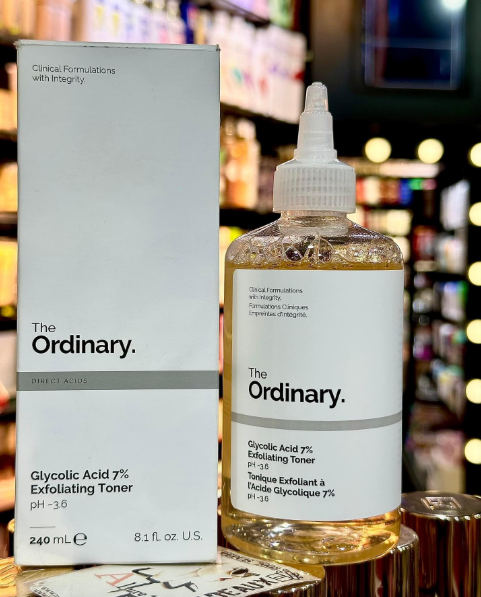 Clinical Formulations
with Integrity.
The
Ordinary.
DIRECT ACIDS
Glycolic Acid 7%
Exfoliating Toner
pH ~3.6
240 mL ℮ 8.1 fl. oz. U.S.
Clinical Formulations
with Integrity.
Formulations Cliniques
Empreintes d'Intégrité.
The
Ordinary.
Glycolic Acid 7%
Exfoliating Toner
pH ~3.6
Tonique Exfoliant à
l'Acide Glycolique 7%
pH ~3.6